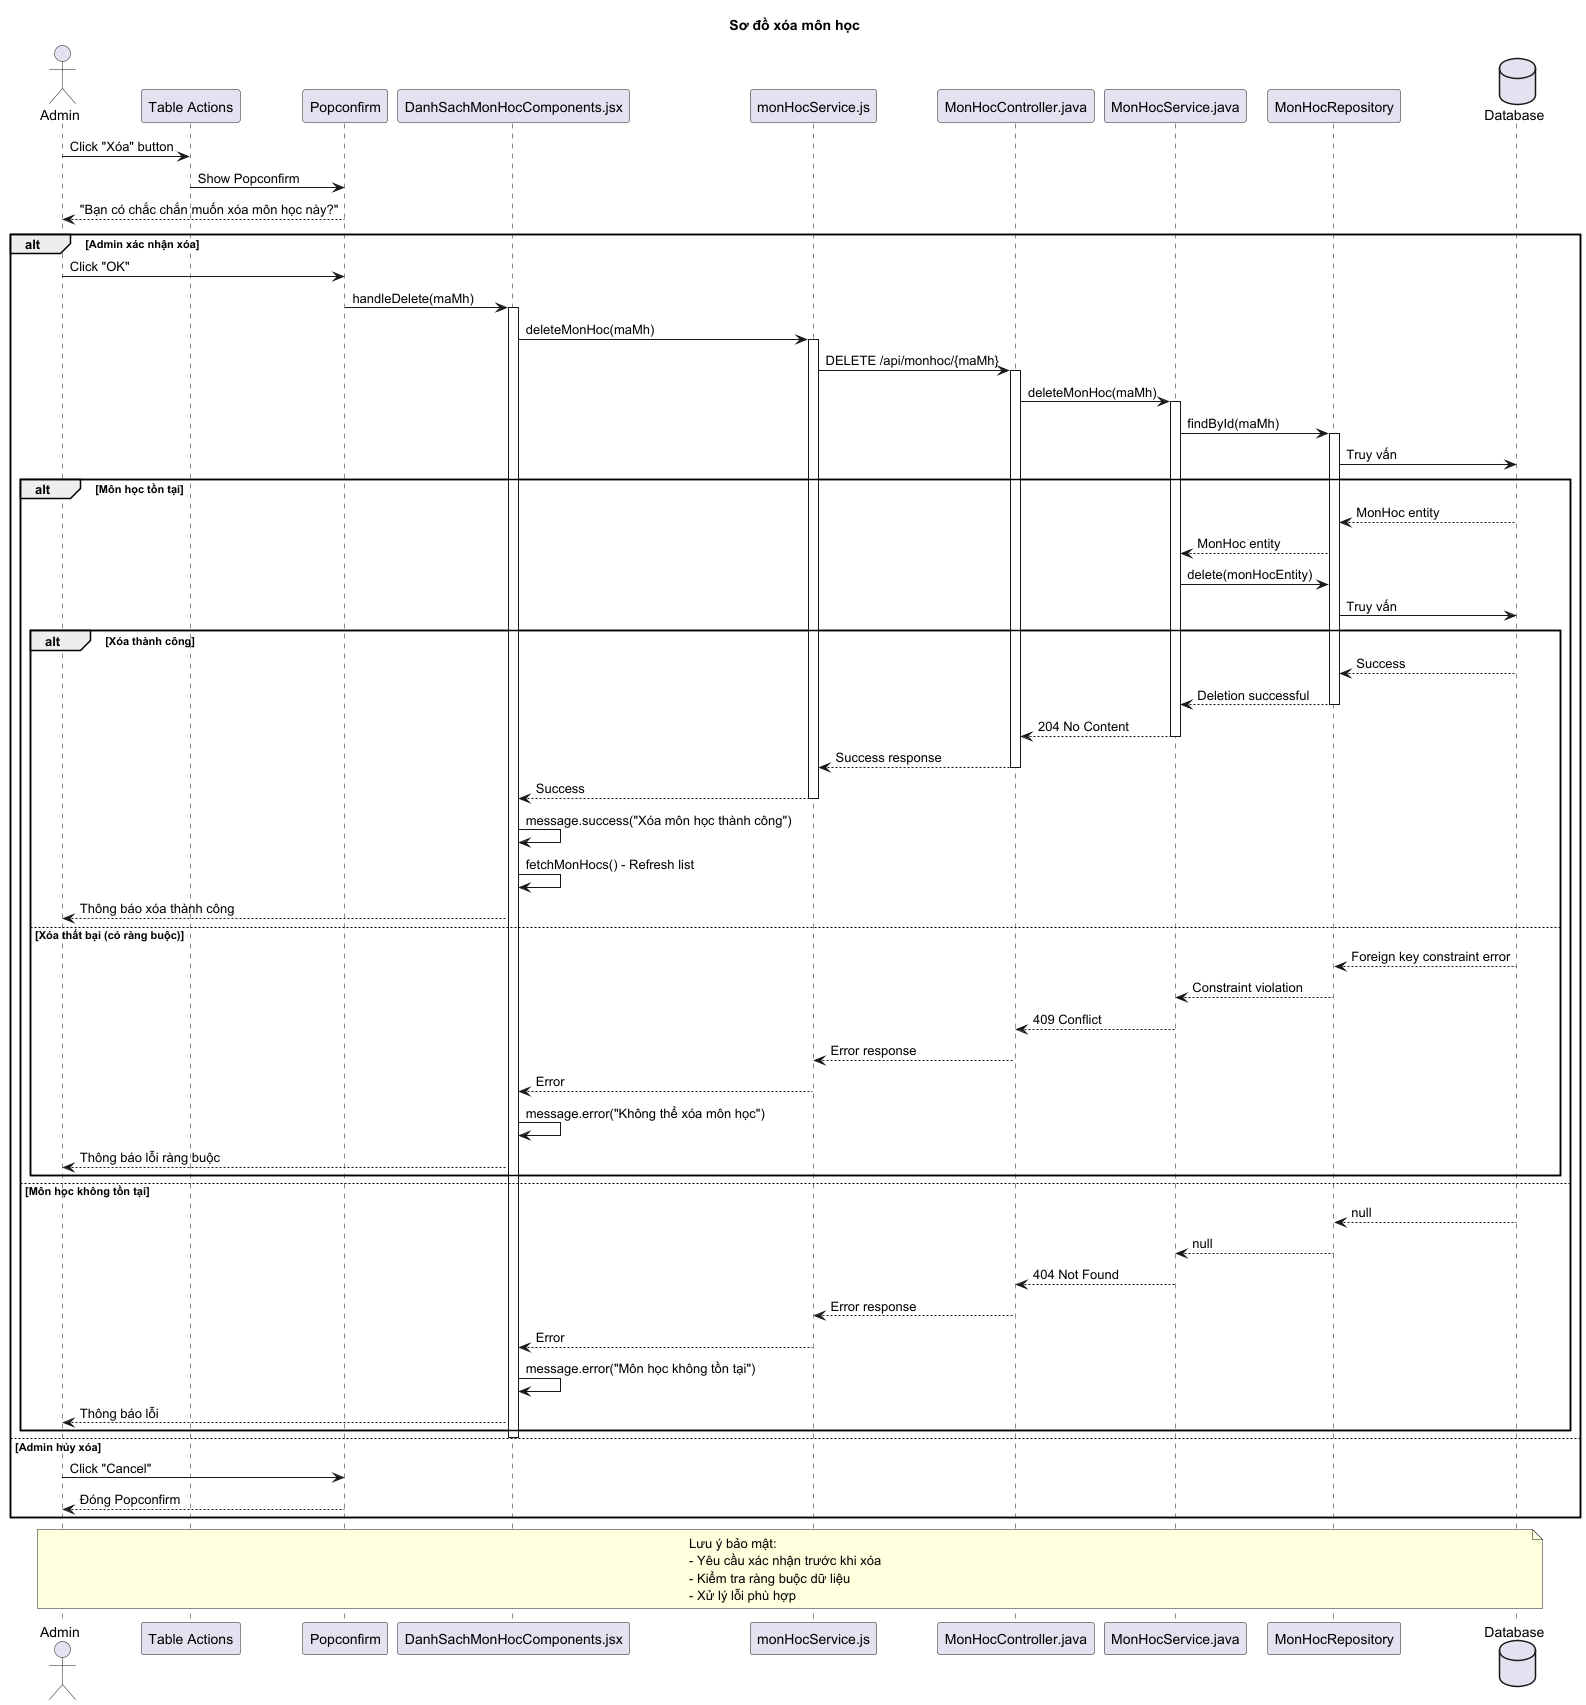 Sơ đồ xóa môn học
Admin
Table Actions
Popconfirm
DanhSachMonHocComponents.jsx
monHocService.js
MonHocController.java
MonHocService.java
MonHocRepository
Database
Click "Xóa" button
Show Popconfirm
"Bạn có chắc chắn muốn xóa môn học này?"
alt [Admin xác nhận xóa]
Click "OK"
handleDelete(maMh)
deleteMonHoc(maMh)
DELETE /api/monhoc/{maMh}
deleteMonHoc(maMh)
findById(maMh)
Truy vấn
alt [Môn học tồn tại]
MonHoc entity
MonHoc entity
delete(monHocEntity)
Truy vấn
alt [Xóa thành công]
Success
Deletion successful
204 No Content
Success response
Success
message.success("Xóa môn học thành công")
fetchMonHocs() - Refresh list
Thông báo xóa thành công
[Xóa thất bại (có ràng buộc)]
Foreign key constraint error
Constraint violation
409 Conflict
Error response
Error
message.error("Không thể xóa môn học")
Thông báo lỗi ràng buộc
[Môn học không tồn tại]
null
null
404 Not Found
Error response
Error
message.error("Môn học không tồn tại")
Thông báo lỗi
[Admin hủy xóa]
Click "Cancel"
Đóng Popconfirm
Lưu ý bảo mật:
- Yêu cầu xác nhận trước khi xóa
- Kiểm tra ràng buộc dữ liệu
- Xử lý lỗi phù hợp
Admin
Table Actions
Popconfirm
DanhSachMonHocComponents.jsx
monHocService.js
MonHocController.java
MonHocService.java
MonHocRepository
Database